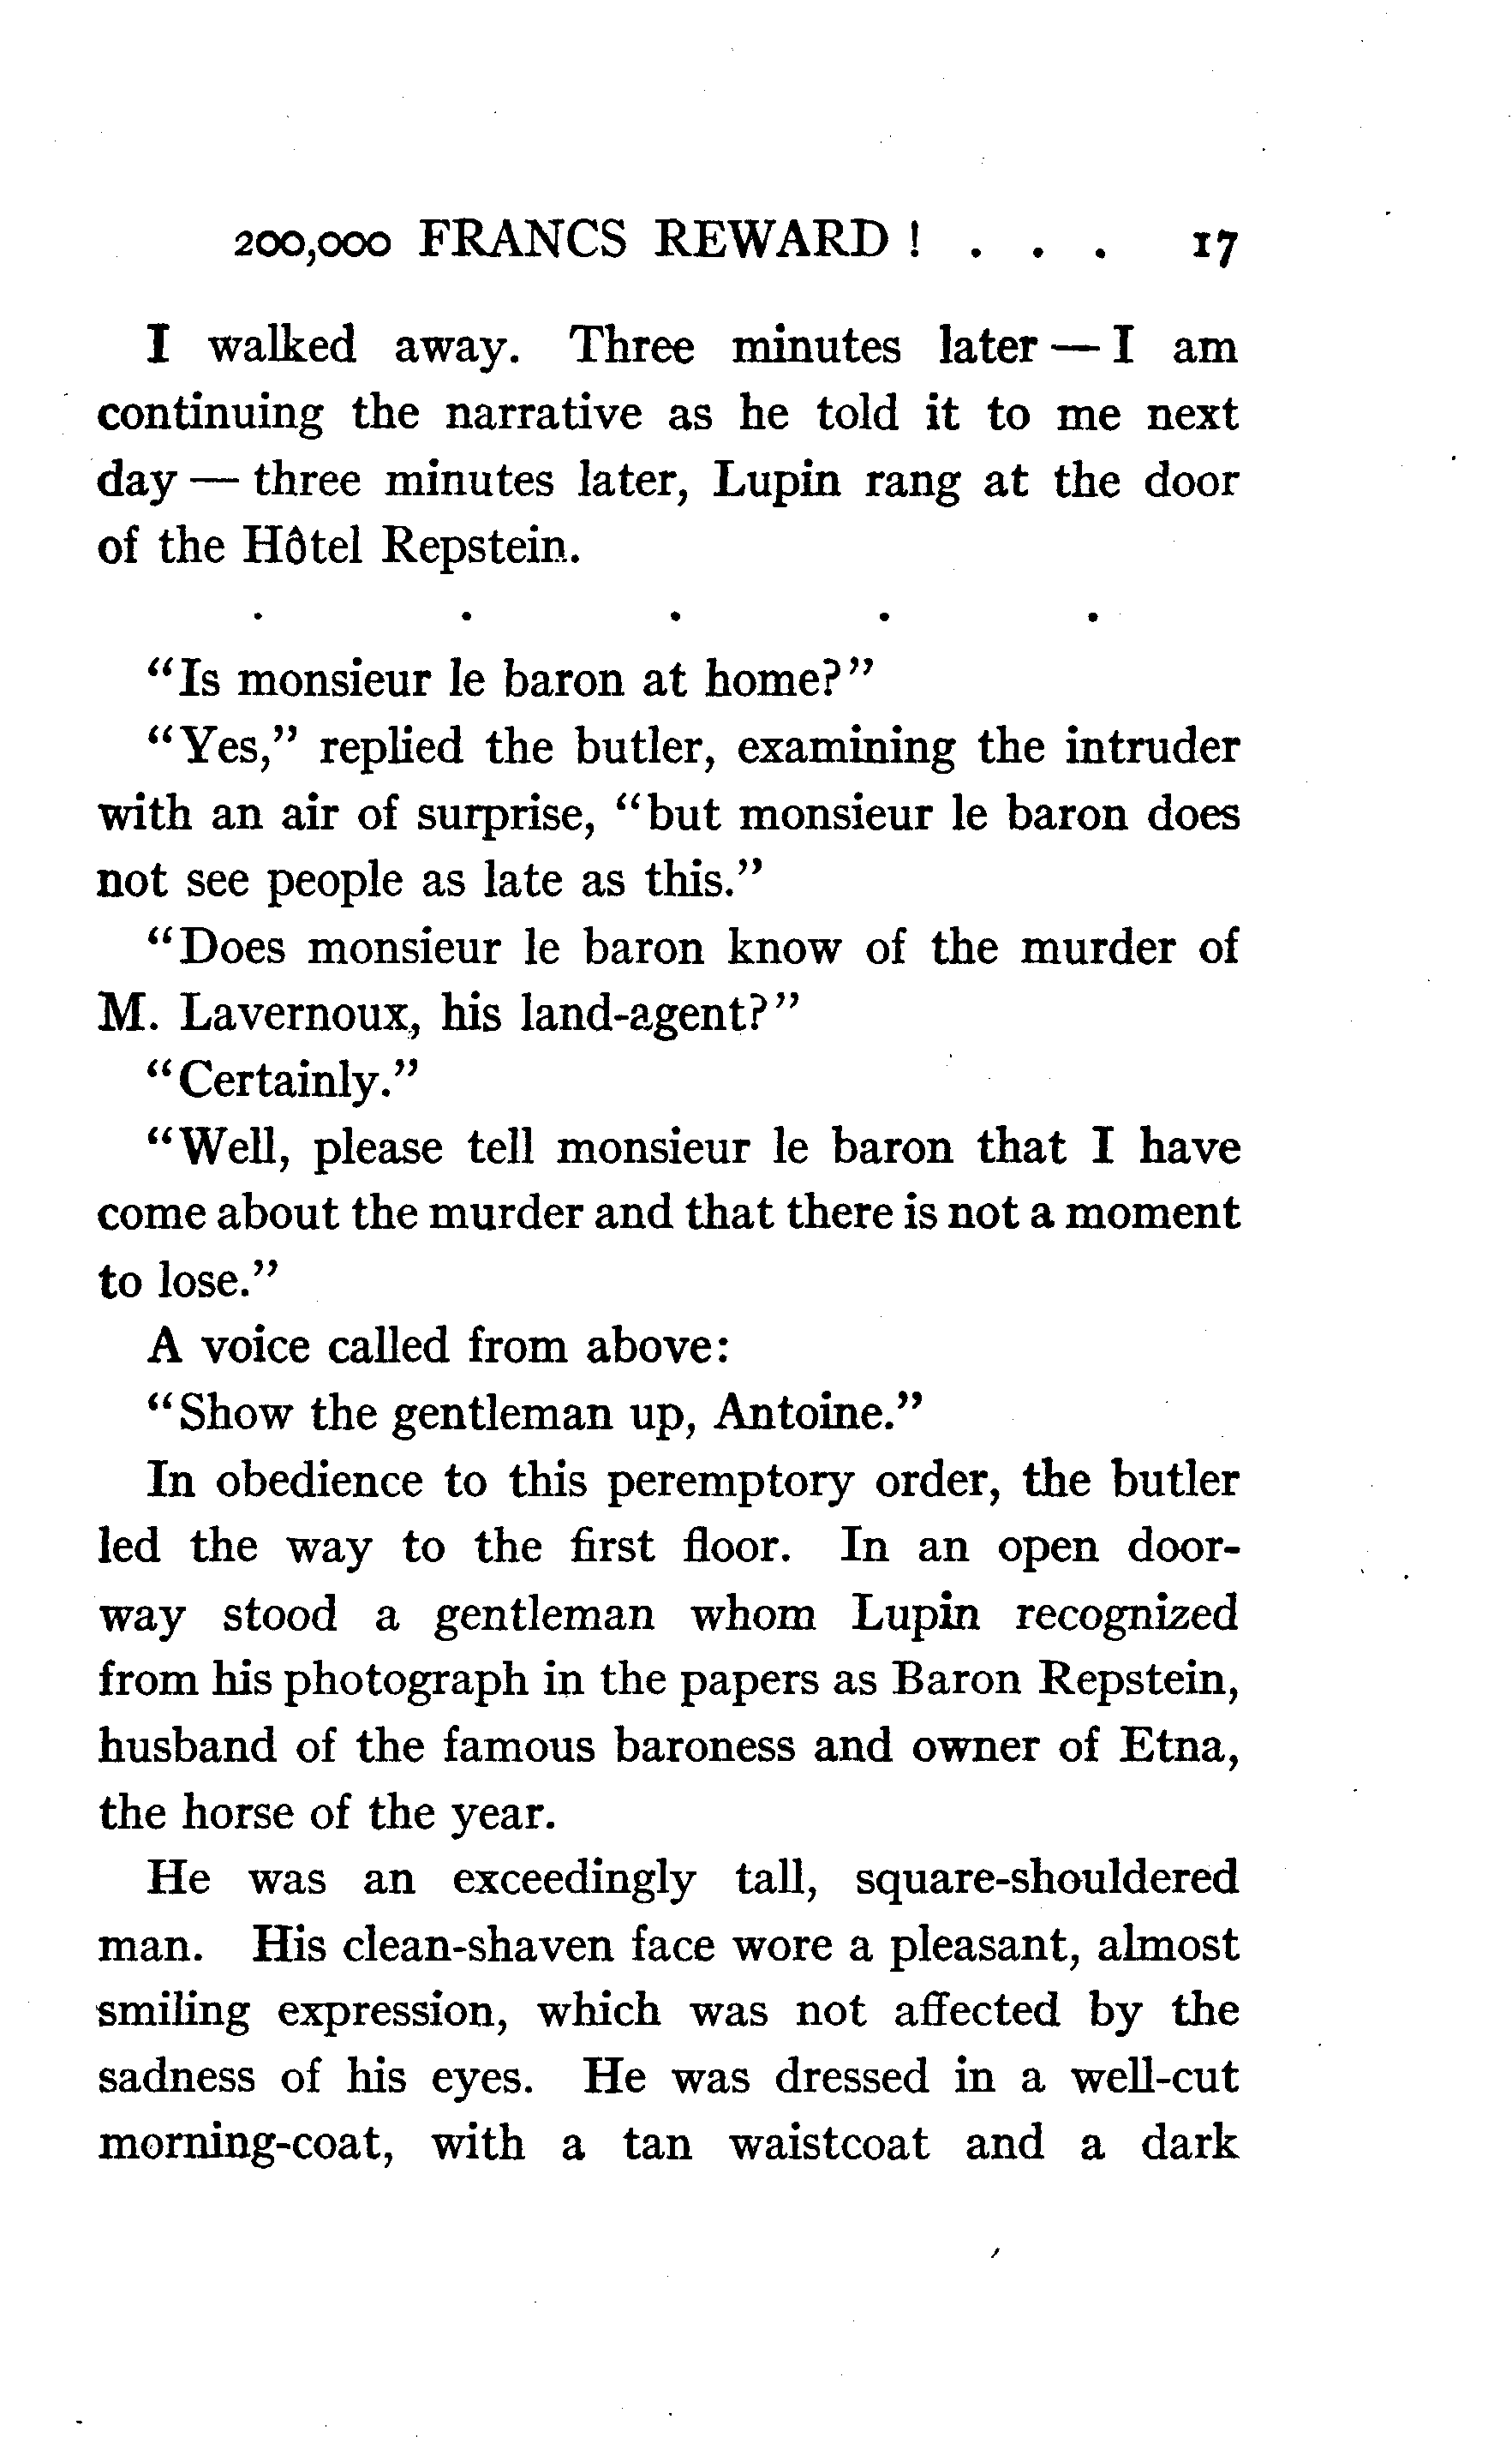 200,000 FRANCS REWARD ! . . . 17
I walked away. Three minutes later — I am
continuing the narrative as he told it to me next
day — three minutes later, Lupin rang at the door
of the Hôtel Repstein.
. . . . .
"Is monsieur le baron at home?"
"Yes," replied the butler, examining the intruder
with an air of surprise, "but monsieur le baron does
not see people as late as this."
"Does monsieur le baron know of the murder of
M. Lavernoux, his land-agent?"
"Certainly."
"Well, please tell monsieur le baron that I have
come about the murder and that there is not a moment
to lose."
A voice called from above:
"Show the gentleman up, Antoine."
In obedience to this peremptory order, the butler
led the way to the first floor. In an open door-
way stood a gentleman whom Lupin recognized
from his photograph in the papers as Baron Repstein,
husband of the famous baroness and owner of Etna,
the horse of the year.
He was an exceedingly tall, square-shouldered
man. His clean-shaven face wore a pleasant, almost
smiling expression, which was not affected by the
sadness of his eyes. He was dressed in a well-cut
morning-coat, with a tan waistcoat and a dark